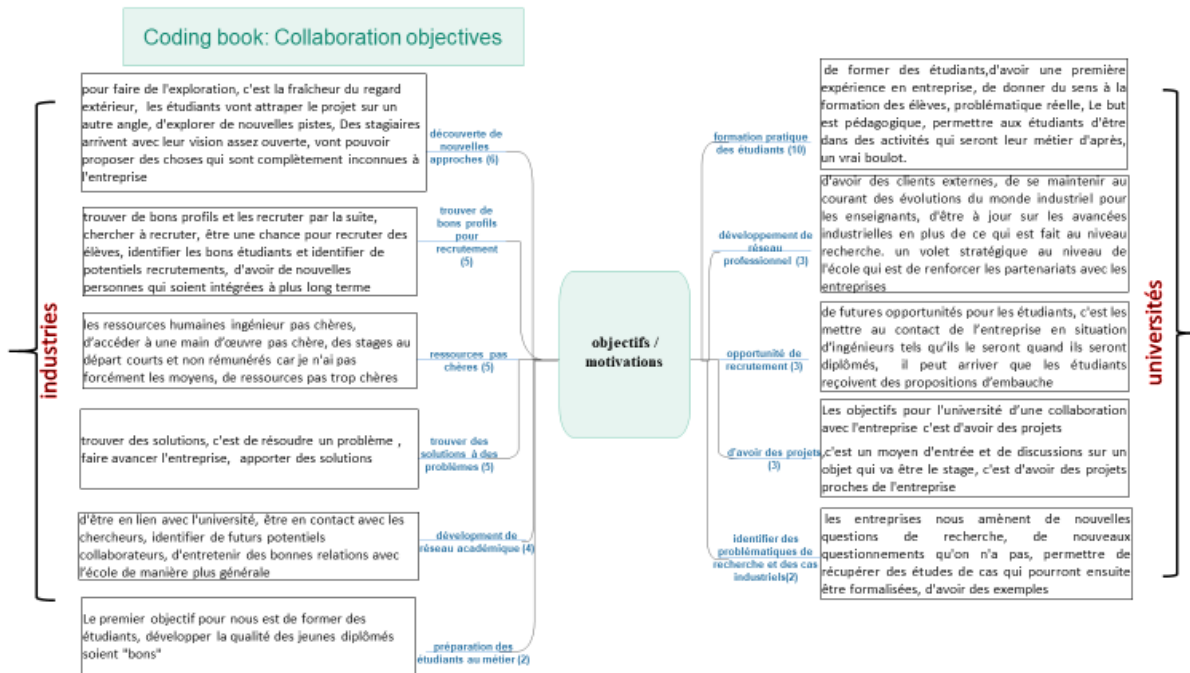 Coding book: Collaboration objectives
industries
pour faire de l'exploration, c'est la fraîcheur du regard
extérieur, les étudiants vont attraper le projet sur un
autre angle, d'explorer de nouvelles pistes, Des stagiaires
arrivent avec leur vision assez ouverte, vont pouvoir
proposer des choses qui sont complètement inconnues à
l'entreprise
découverte de
nouvelles
approches (6)
trouver de bons profils et les recruter par la suite,
chercher à recruter, être une chance pour recruter des
élèves, identifier les bons étudiants et identifier de
potentiels recrutements, d'avoir de nouvelles
personnes qui soient intégrées à plus long terme
trouver de
bons profils
pour
recrutement
(5)
les ressources humaines ingénieur pas chères,
d'accéder à une main d'œuvre pas chère, des stages au
départ courts et non rémunérés car je n'ai pas
forcément les moyens, de ressources pas trop chères
ressources pas
chères (5)
trouver des solutions, c'est de résoudre un problème ,
faire avancer l'entreprise, apporter des solutions
trouver des
solutions à des
problèmes (5)
d'être en lien avec l'université, être en contact avec les
chercheurs, identifier de futurs potentiels
collaborateurs, d'entretenir des bonnes relations avec
l'école de manière plus générale
dévelopment de
réseau académique (4)
Le premier objectif pour nous est de former des
étudiants, développer la qualité des jeunes diplômés
soient "bons"
préparation des
étudiants au métier (2)
objectifs /
motivations
formation pratique
des étudiants (10)
de former des étudiants,d'avoir une première
expérience en entreprise, de donner du sens à la
formation des élèves, problématique réelle, Le but
est pédagogique, permettre aux étudiants d'être
dans des activités qui seront leur métier d'après,
un vrai boulot.
développement de
réseau
professionnel (3)
d'avoir des clients externes, de se maintenir au
courant des évolutions du monde industriel pour
les enseignants, d'être à jour sur les avancées
industrielles en plus de ce qui est fait au niveau
recherche. un volet stratégique au niveau de
l'école qui est de renforcer les partenariats avec les
entreprises
opportunité de
recrutement (3)
de futures opportunités pour les étudiants, c'est les
mettre au contact de l'entreprise en situation
d'ingénieurs tels qu'ils le seront quand ils seront
diplômés, il peut arriver que les étudiants
reçoivent des propositions d'embauche
d'avoir des projets
(3)
Les objectifs pour l'université d'une collaboration
avec l'entreprise c'est d'avoir des projets
,c'est un moyen d'entrée et de discussions sur un
objet qui va être le stage, c'est d'avoir des projets
proches de l'entreprise
identifier des
problématiques de
recherche et des cas
industriels(2)
les entreprises nous amènent de nouvelles
questions de recherche, de nouveaux
questionnements qu'on n'a pas, permettre de
récupérer des études de cas qui pourront ensuite
être formalisées, d'avoir des exemples
universités